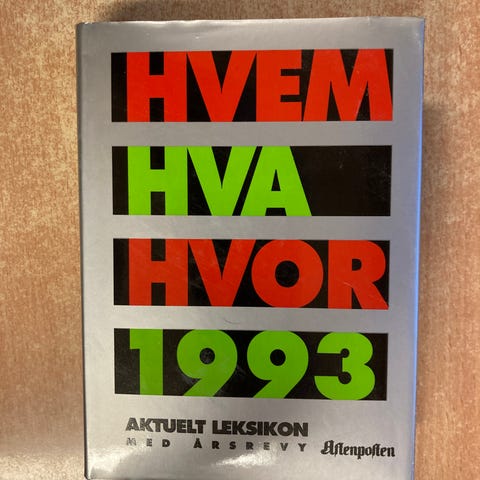 HVEM
HVA
HVOR
1993
AKTUELT LEKSIKON
MED ÅRSREVY Aftenposten